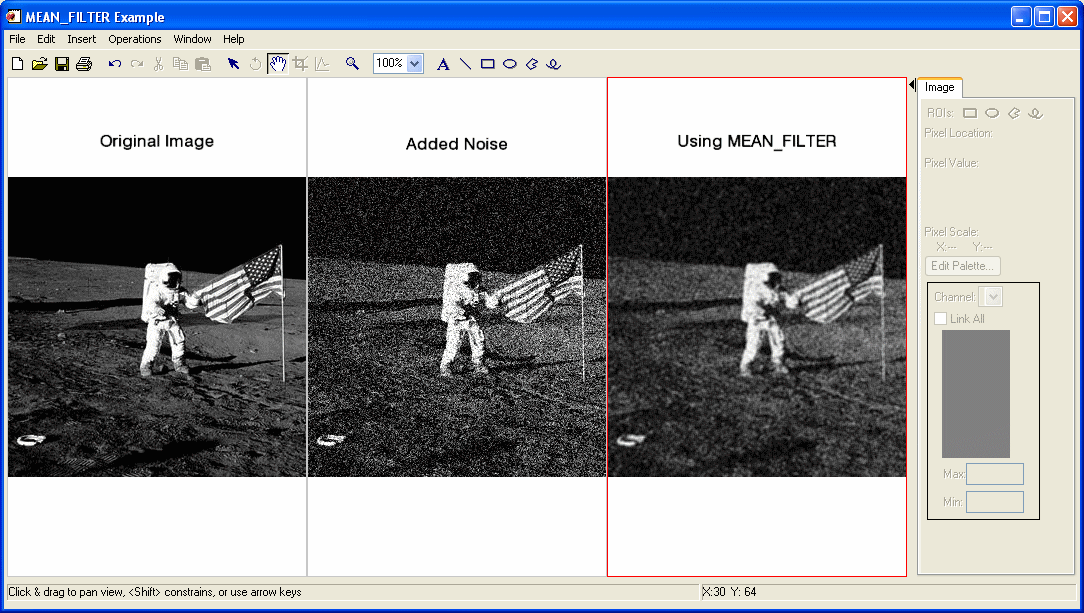 MEAN_FILTER Example
File Edit Insert Operations Window Help
100%
Original Image
Added Noise
Using MEAN_FILTER
Image
ROIs:
Pixel Location:
Pixel Value:
Pixel Scale:
X:--- Y:---
Edit Palette...
Channel:
Link All
Max:
Min:
Click & drag to pan view, <Shift> constrains, or use arrow keys
X:30 Y: 64